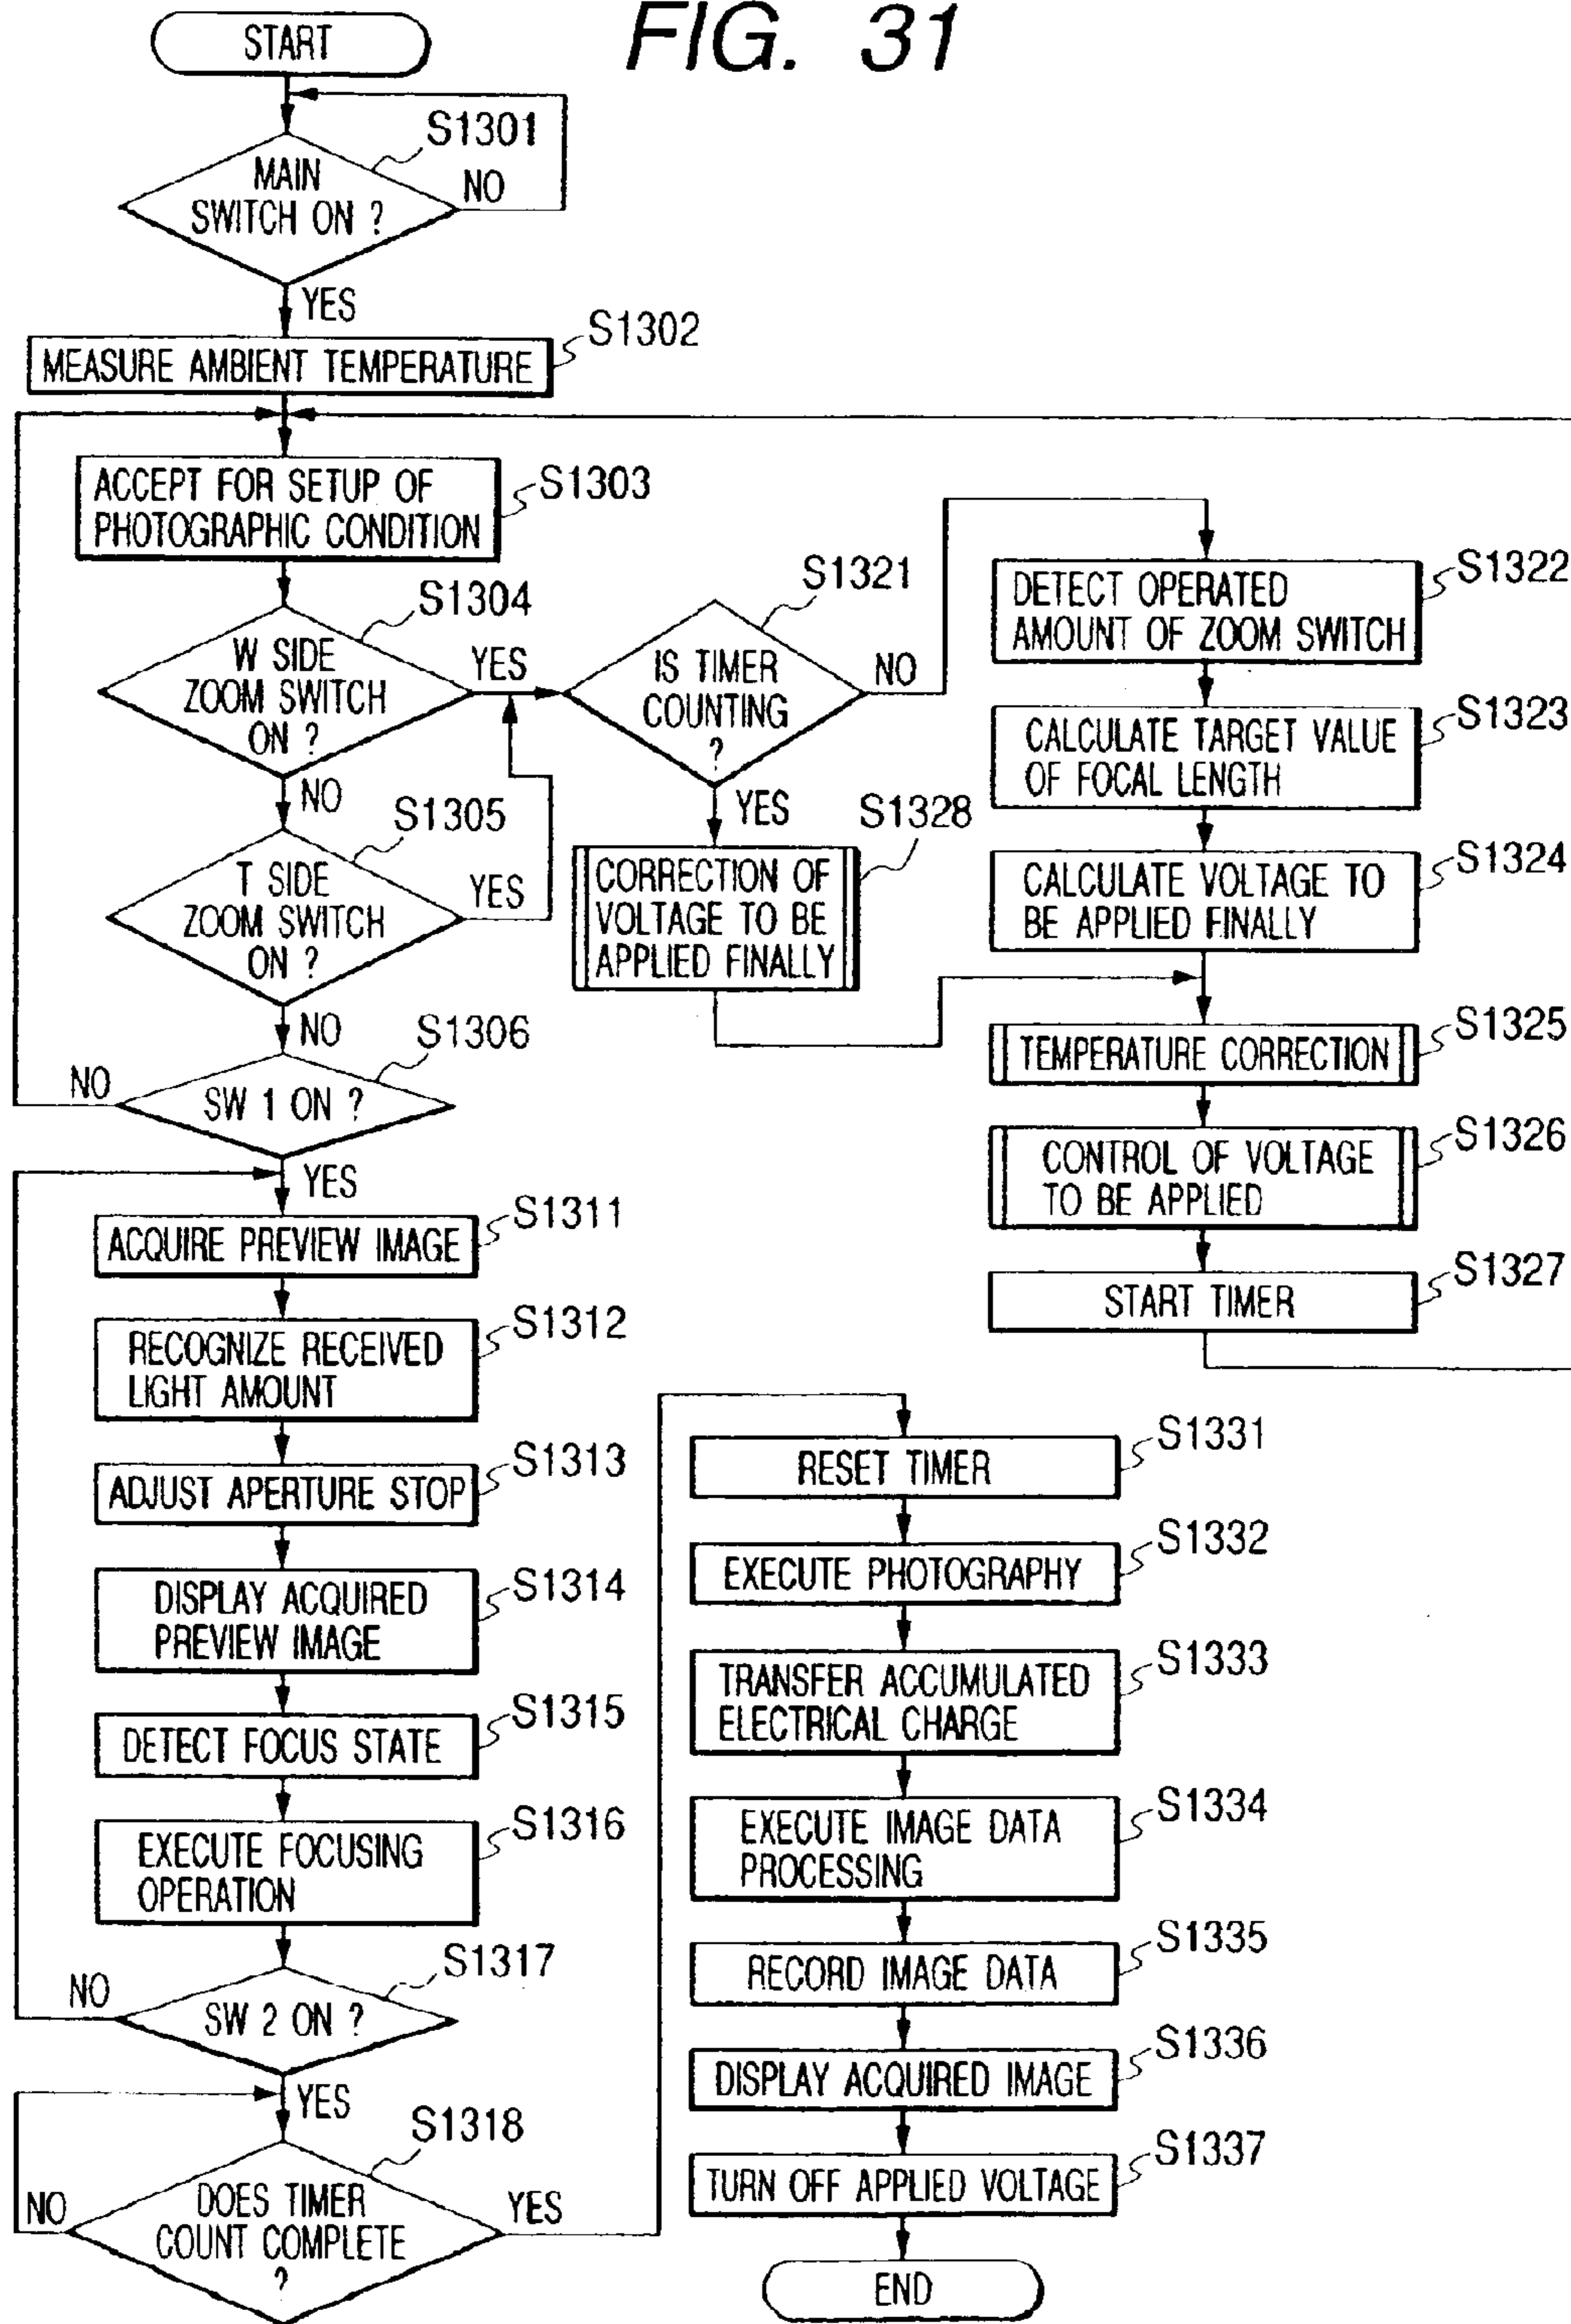 FIG. 31
START
S1301
MAIN
SWITCH ON ?
NO
YES
S1302
MEASURE AMBIENT TEMPERATURE
S1303
ACCEPT FOR SETUP OF
PHOTOGRAPHIC CONDITION
S1304
W SIDE
ZOOM SWITCH
ON ?
YES
NO
S1305
T SIDE
ZOOM SWITCH
ON ?
YES
NO
S1306
SW 1 ON ?
NO
YES
S1311
ACQUIRE PREVIEW IMAGE
S1312
RECOGNIZE RECEIVED
LIGHT AMOUNT
S1313
ADJUST APERTURE STOP
S1314
DISPLAY ACQUIRED
PREVIEW IMAGE
S1315
DETECT FOCUS STATE
S1316
EXECUTE FOCUSING
OPERATION
S1317
SW 2 ON ?
NO
YES
S1318
DOES TIMER
COUNT COMPLETE
?
NO
YES
S1321
IS TIMER
COUNTING
?
NO
YES
S1328
CORRECTION OF
VOLTAGE TO BE
APPLIED FINALLY
S1322
DETECT OPERATED
AMOUNT OF ZOOM SWITCH
S1323
CALCULATE TARGET VALUE
OF FOCAL LENGTH
S1324
CALCULATE VOLTAGE TO
BE APPLIED FINALLY
S1325
TEMPERATURE CORRECTION
S1326
CONTROL OF VOLTAGE
TO BE APPLIED
S1327
START TIMER
S1331
RESET TIMER
S1332
EXECUTE PHOTOGRAPHY
S1333
TRANSFER ACCUMULATED
ELECTRICAL CHARGE
S1334
EXECUTE IMAGE DATA
PROCESSING
S1335
RECORD IMAGE DATA
S1336
DISPLAY ACQUIRED IMAGE
S1337
TURN OFF APPLIED VOLTAGE
END